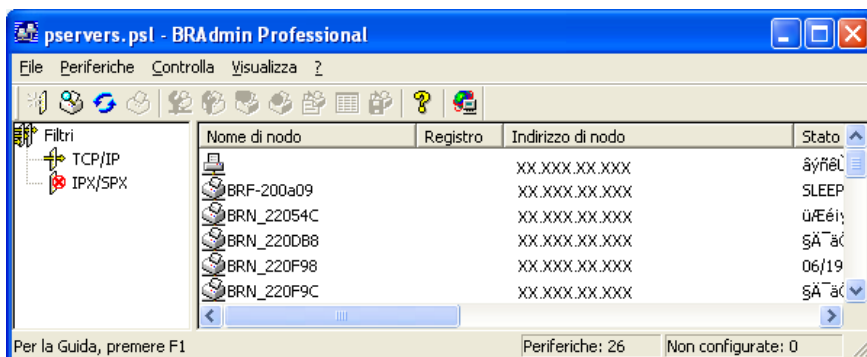 pservers.psl - BRAdmin Professional
File Periferiche Controlla Visualizza ?
Filtri
TCP/IP
IPX/SPX
Nome di nodo Registro Indirizzo di nodo Stato
XX.XXX.XX.XXX
BRF-200a09 XX.XXX.XX.XXX SLEEP
BRN_22054C XX.XXX.XX.XXX
BRN_220DB8 XX.XXX.XX.XXX
BRN_220F98 XX.XXX.XX.XXX 06/19
BRN_220F9C XX.XXX.XX.XXX
Per la Guida, premere F1 Periferiche: 26 Non configurate: 0